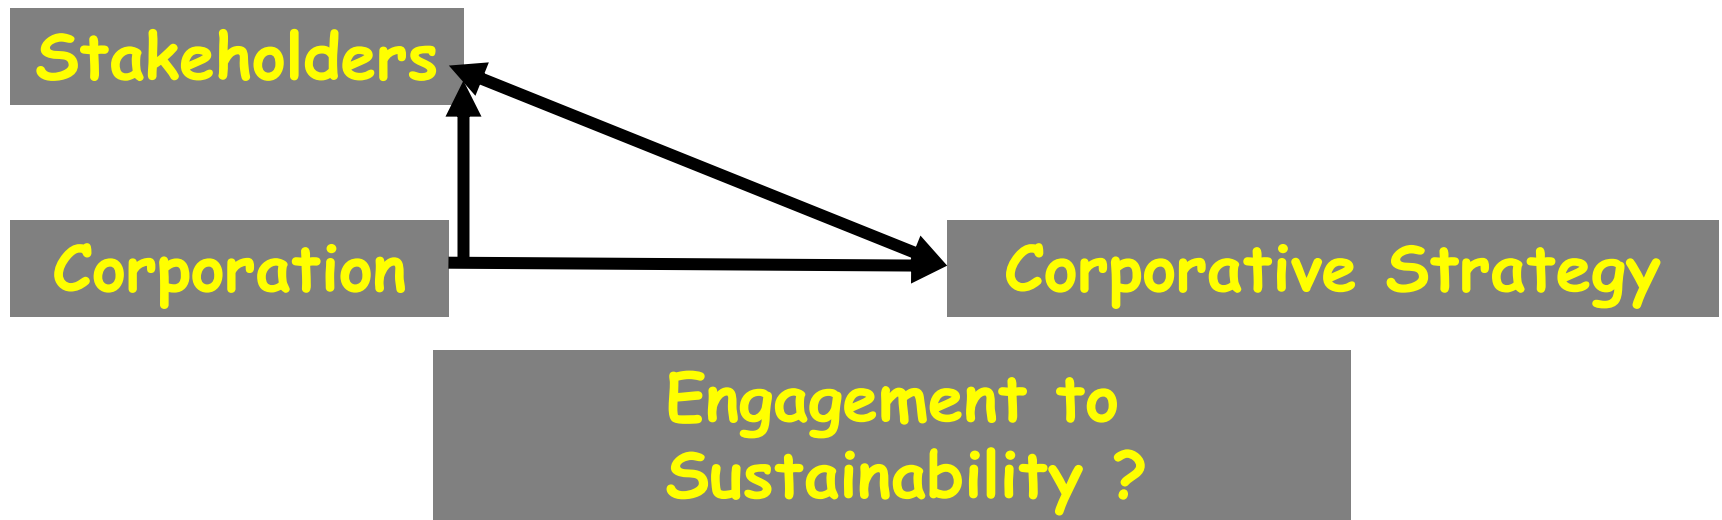 Stakeholders
Corporation
Corporative Strategy
Engagement to
Sustainability ?